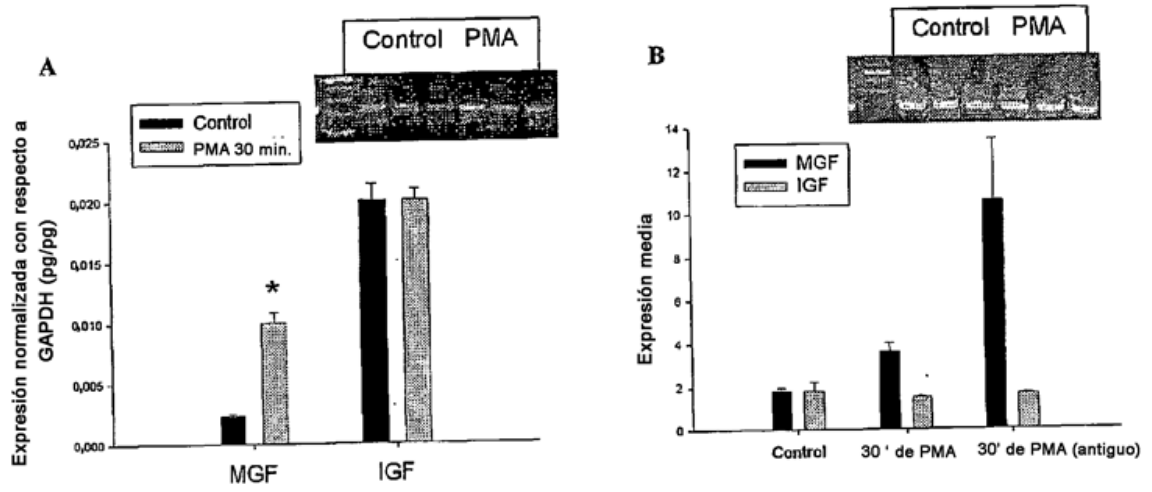 A
Control PMA
Control
PMA 30 min.
Expresión normalizada con respecto a
GAPDH (pg/pg)
0,025
0,020
0,015
0,010
0,005
0,000
*
MGF IGF
B
Control PMA
MGF
IGF
Expresión media
14
12
10
8
6
4
2
0
Control 30 ' de PMA 30' de PMA (antiguo)